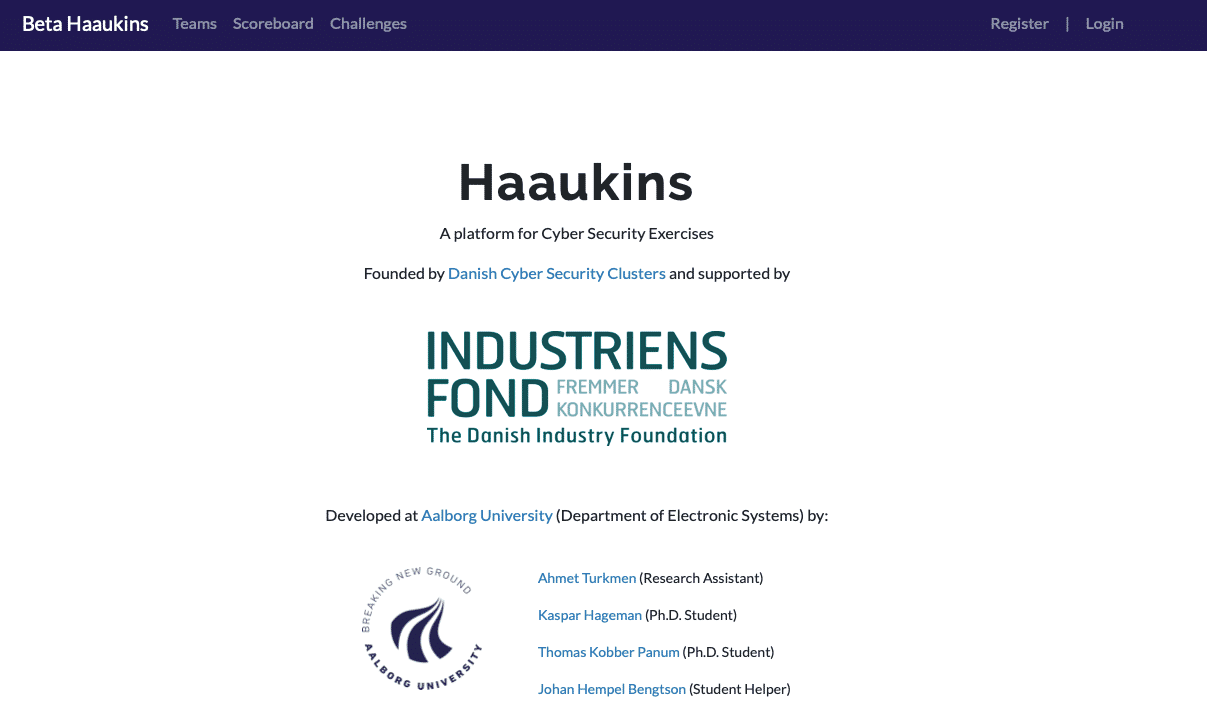 Beta Haaukins Teams Scoreboard Challenges Register | Login
Haaukins
A platform for Cyber Security Exercises
Founded by Danish Cyber Security Clusters and supported by
INDUSTRIENS
FOND FREMMER DANSK
KONKURRENCEEVNE
The Danish Industry Foundation
Developed at Aalborg University (Department of Electronic Systems) by:
BREAKING NEW GROUND
AALBORG UNIVERSITY
Ahmet Turkmen (Research Assistant)
Kaspar Hageman (Ph.D. Student)
Thomas Kobber Panum (Ph.D. Student)
Johan Hempel Bengtson (Student Helper)